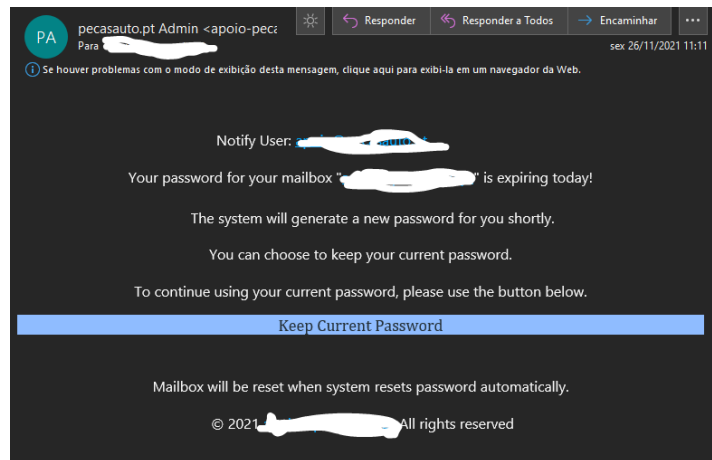 PA
pecasauto.pt Admin <apoio-peca
Responder
Responder a Todos
Encaminhar
Para
sex 26/11/2021 11:11
Se houver problemas com o modo de exibição desta mensagem, clique aqui para exibi-la em um navegador da Web.
Notify User:
Your password for your mailbox "" is expiring today!
The system will generate a new password for you shortly.
You can choose to keep your current password.
To continue using your current password, please use the button below.
Keep Current Password
Mailbox will be reset when system resets password automatically.
© 2021 All rights reserved